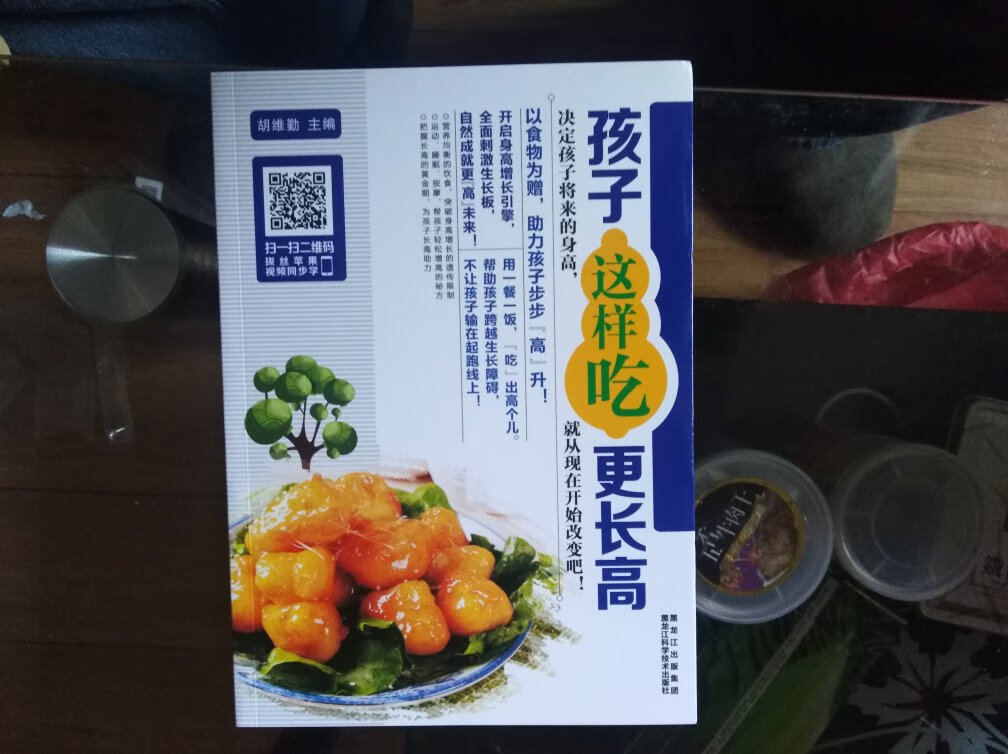 孩子这样吃更长高
决定孩子将来的身高，
就从现在开始改变吧！
以食物为赠，助力孩子步步『高』升！
开启身高增长引擎，
全面刺激生长板，
自然成就更『高』未来！
用一餐一饭，『吃』出高个儿。
帮助孩子跨越生长障碍，
不让孩子输在起跑线上！
○营养均衡的饮食，突破身高增长的遗传限制
○运动、睡眠、按摩，帮孩子轻松增高的秘方
○把握长高的黄金期，为孩子长高助力
胡维勤 主编
扫一扫二维码
拔丝苹果
视频同步学
黑龙江出版集团
黑龙江科学技术出版社